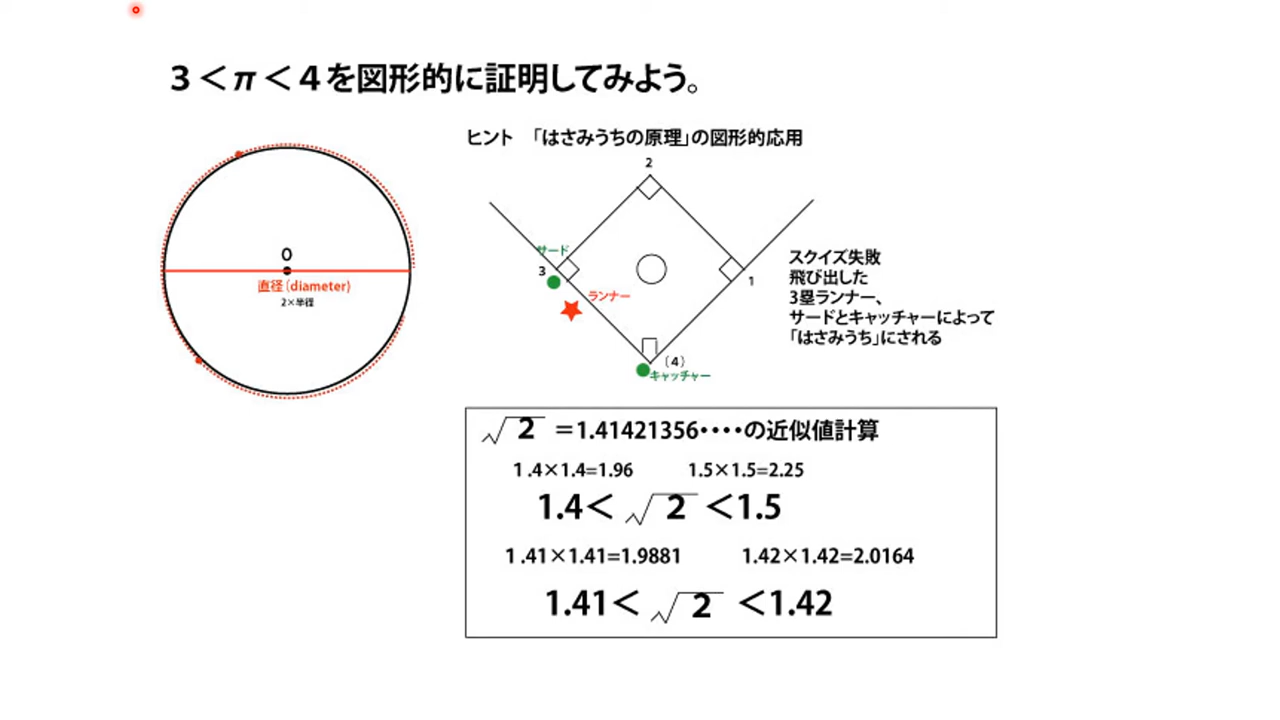 3＜π＜4を図形的に証明してみよう。
ヒント 「はさみうちの原理」の図形的応用
0
直径（diameter)
2×半径
2
サード
3
ランナー
1
(4)
キャッチャー
スクイズ失敗
飛び出した
3塁ランナー、
サードとキャッチャーによって
「はさみうち」にされる
√2 ＝1.41421356・・・・の近似値計算
1.4×1.4=1.96 1.5×1.5=2.25
1.4＜ √2 ＜1.5
1.41×1.41=1.9881 1.42×1.42=2.0164
1.41＜ √2 ＜1.42